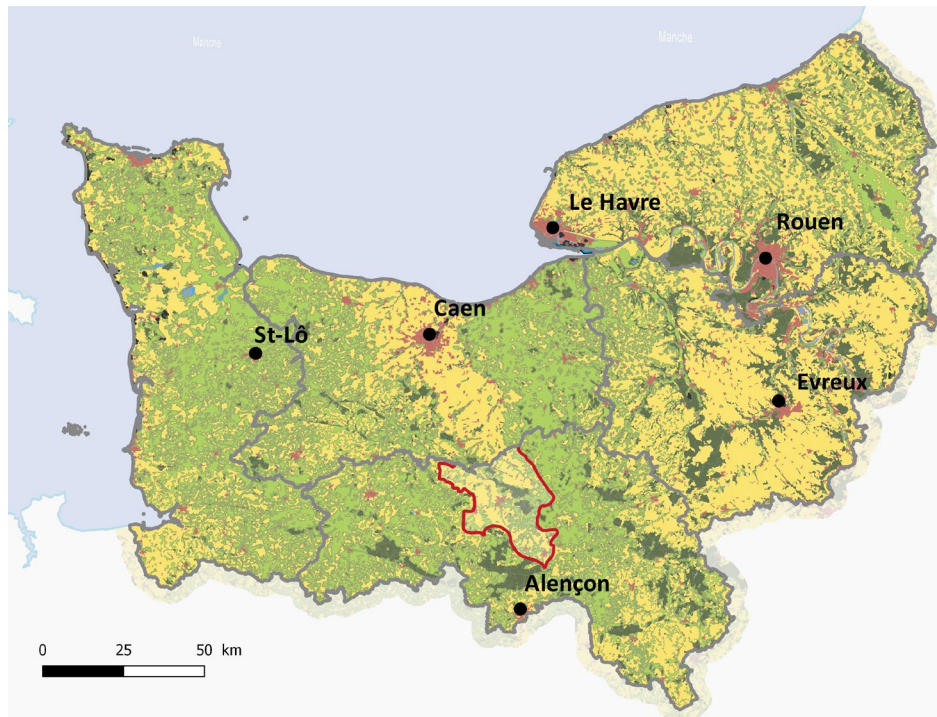 Manche
Manche
Le Havre
Rouen
Caen
St-Lô
Evreux
Alençon
0 25 50 km